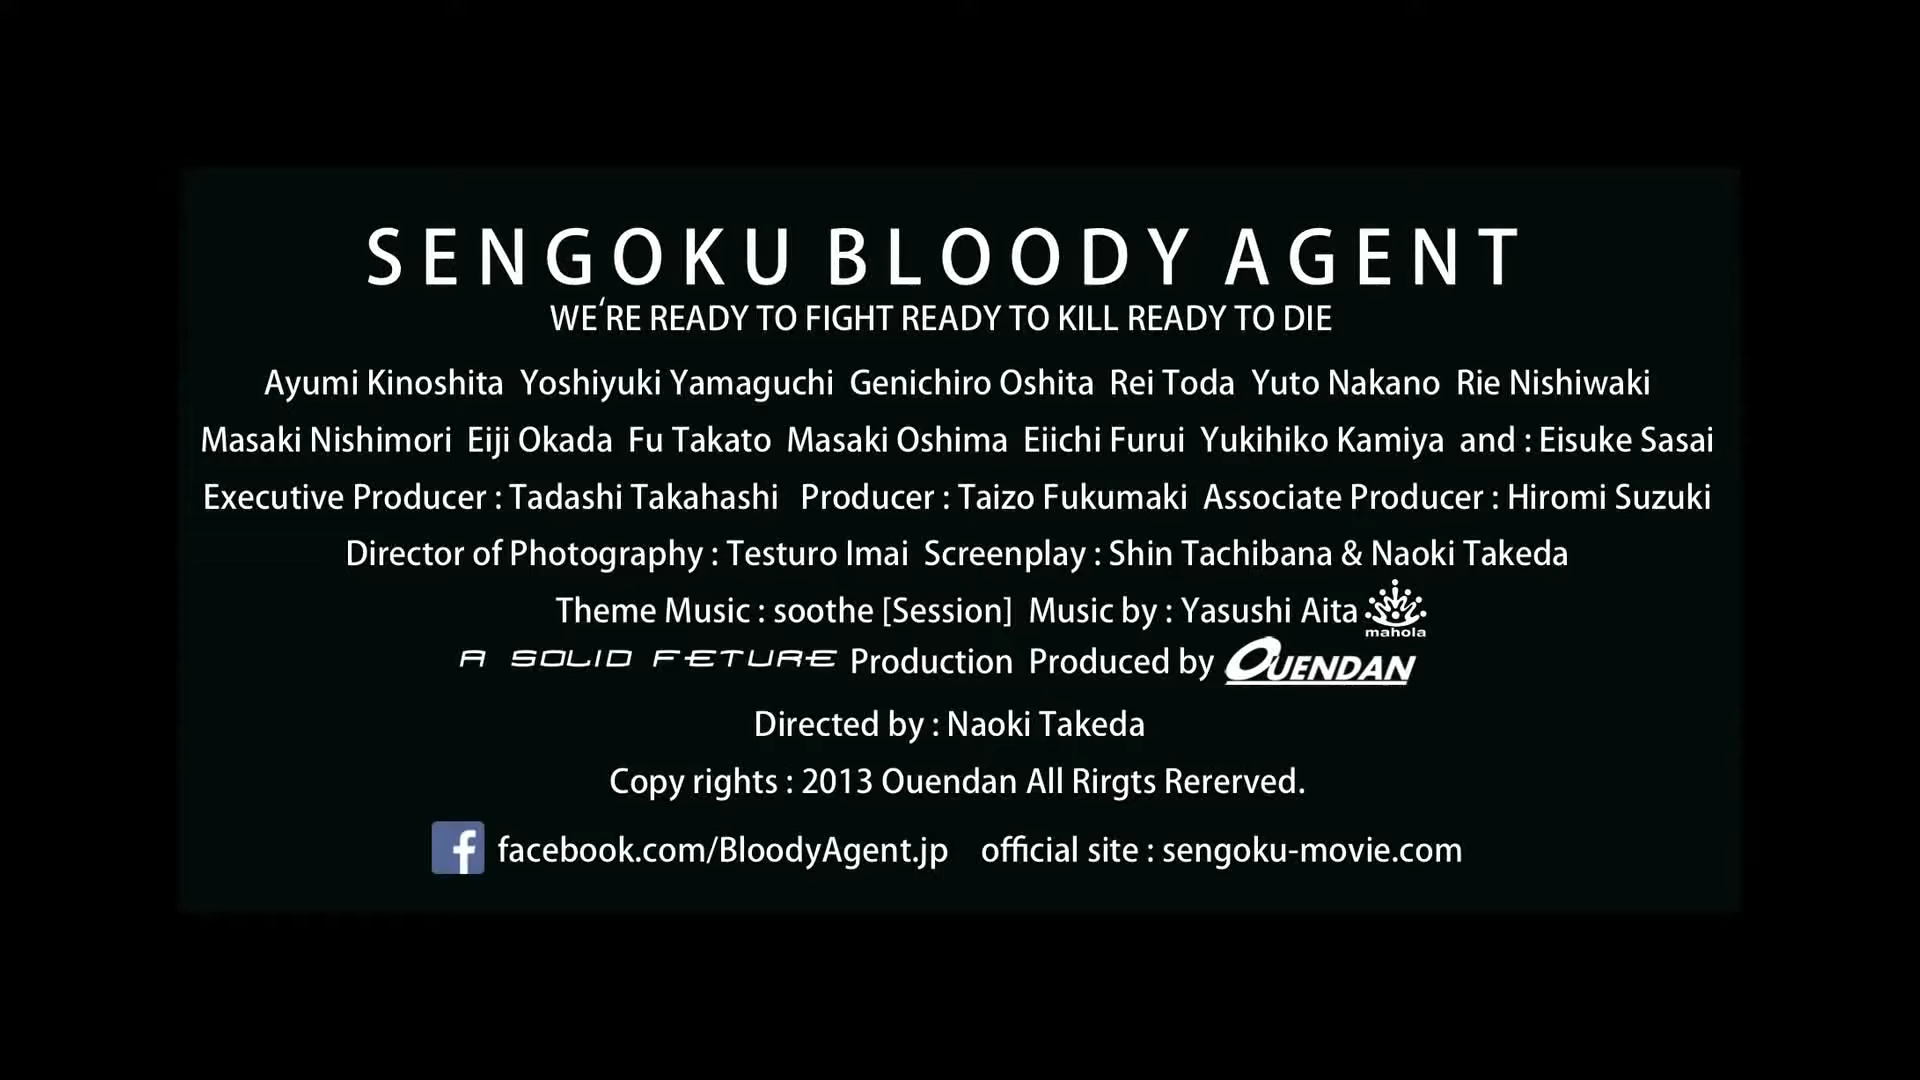 SENGOKU BLOODY AGENT
WE‘RE READY TO FIGHT READY TO KILL READY TO DIE
Ayumi Kinoshita Yoshiyuki Yamaguchi Genichiro Oshita Rei Toda Yuto Nakano Rie Nishiwaki
Masaki Nishimori Eiji Okada Fu Takato Masaki Oshima Eiichi Furui Yukihiko Kamiya and : Eisuke Sasai
Executive Producer : Tadashi Takahashi Producer : Taizo Fukumaki Associate Producer : Hiromi Suzuki
Director of Photography : Testuro Imai Screenplay : Shin Tachibana & Naoki Takeda
Theme Music : soothe [Session] Music by : Yasushi Aita mahola
A SOLID FETURE Production Produced by OUENDAN
Directed by : Naoki Takeda
Copy rights : 2013 Ouendan All Rirgts Rererved.
f facebook.com/BloodyAgent.jp official site : sengoku-movie.com